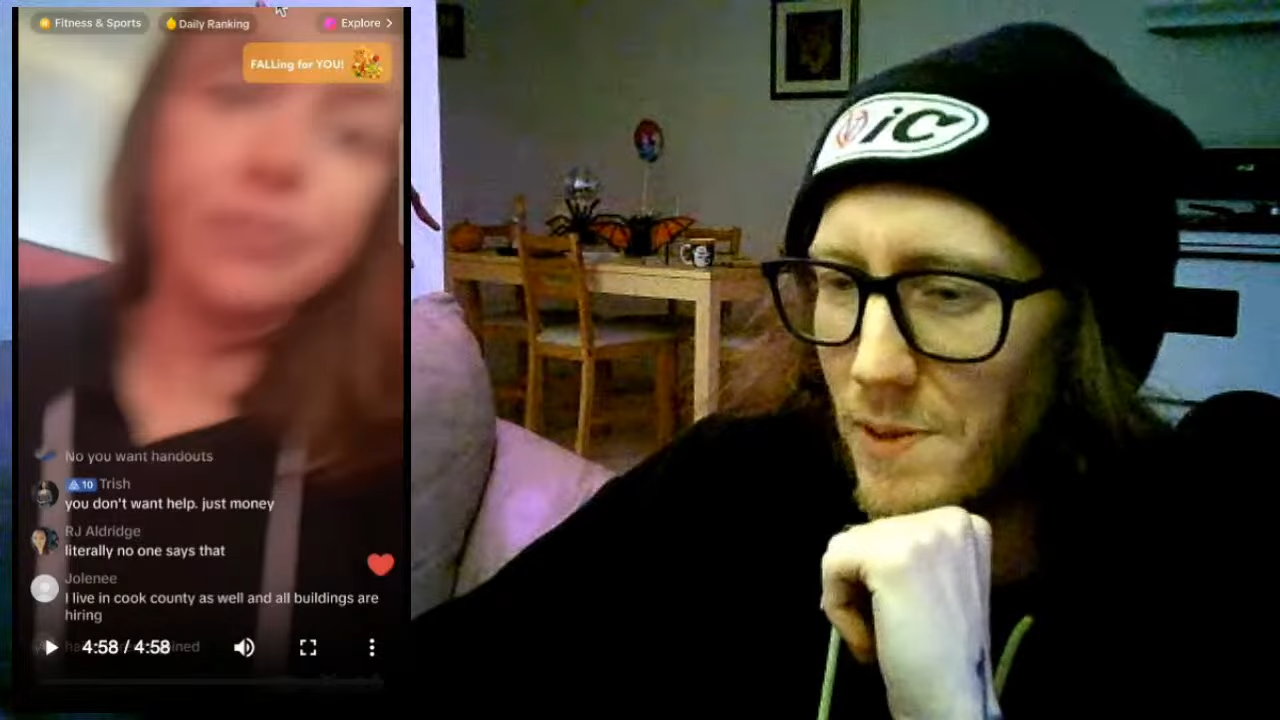 Fitness & Sports
Daily Ranking
Explore >
FALLing for YOU!
iC
No you want handouts
10 Trish
you don't want help. just money
RJ Aldridge
literally no one says that
Jolenee
I live in cook county as well and all buildings are
hiring
4:58 / 4:58